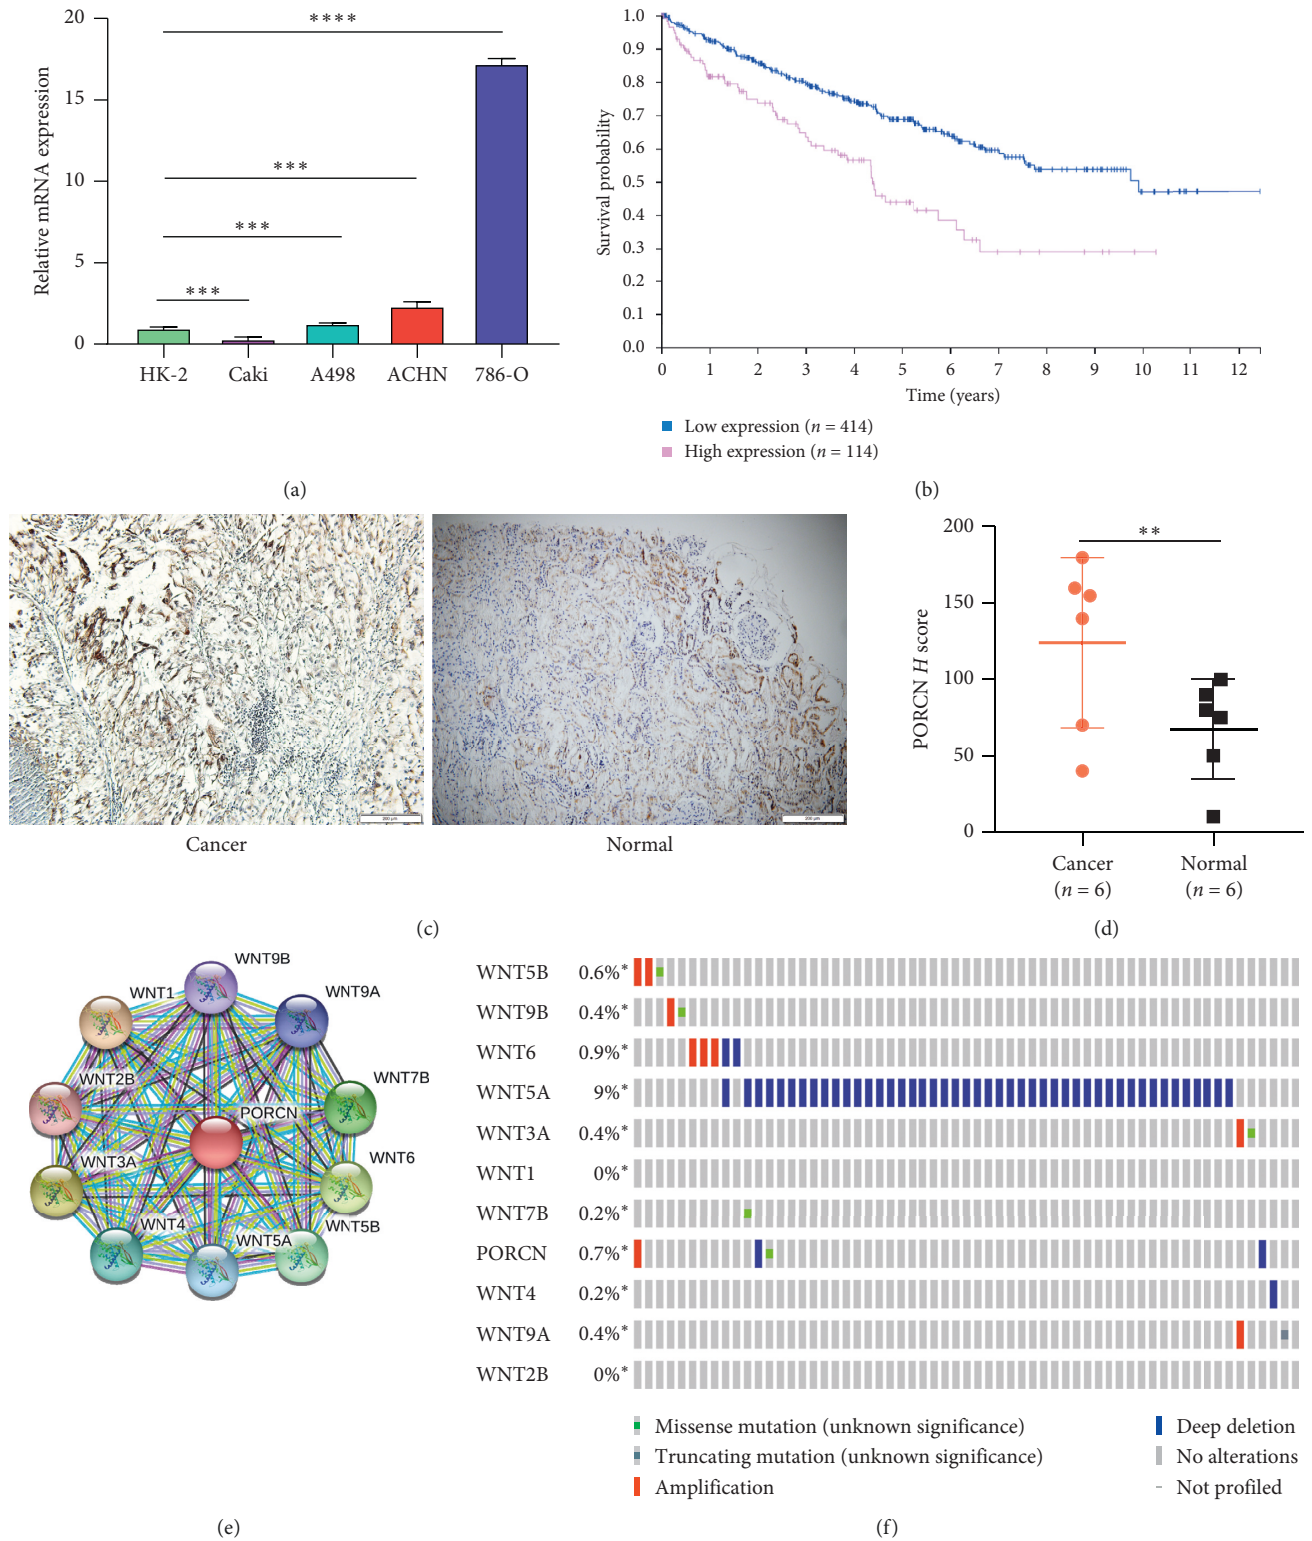 20
15
10
5
0
Relative mRNA expression
****
***
***
***
HK-2 Caki A498 ACHN 786-O
(a)
1.0
0.9
0.8
0.7
0.6
0.5
0.4
0.3
0.2
0.1
0.0
Survival probability
0 1 2 3 4 5 6 7 8 9 10 11 12
Time (years)
Low expression (n = 414)
High expression (n = 114)
(b)
200 µm
200 µm
Cancer
Normal
(c)
200
150
100
50
0
PORCN H score
**
Cancer
(n = 6)
Normal
(n = 6)
(d)
WNT9B
WNT1
WNT9A
WNT2B
WNT7B
PORCN
WNT3A
WNT6
WNT4
WNT5B
WNT5A
(e)
WNT5B 0.6%*
WNT9B 0.4%*
WNT6 0.9%*
WNT5A 9%*
WNT3A 0.4%*
WNT1 0%*
WNT7B 0.2%*
PORCN 0.7%*
WNT4 0.2%*
WNT9A 0.4%*
WNT2B 0%*
Missense mutation (unknown significance)
Truncating mutation (unknown significance)
Amplification
Deep deletion
No alterations
Not profiled
(f)